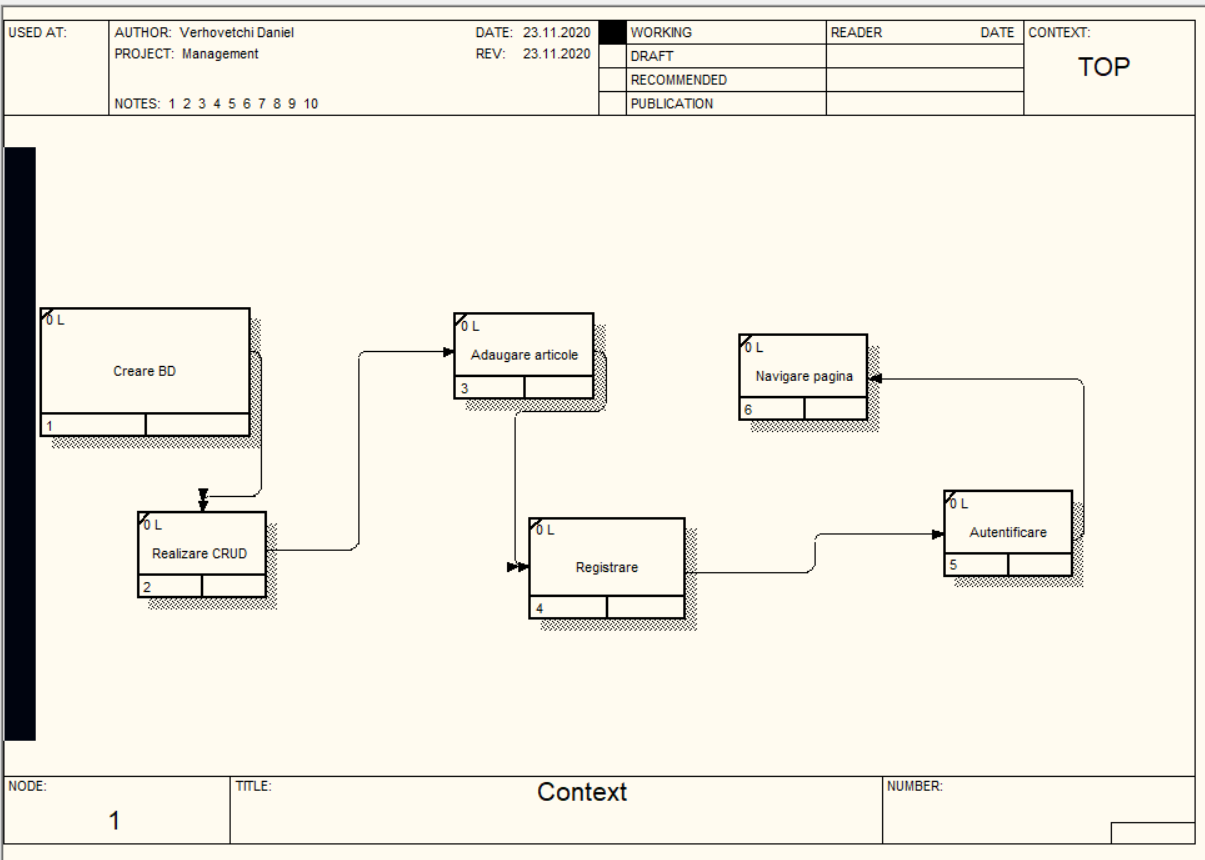 USED AT:
AUTHOR: Verhovetchi Daniel
DATE: 23.11.2020
PROJECT: Management
REV: 23.11.2020
NOTES: 1 2 3 4 5 6 7 8 9 10
WORKING
DRAFT
RECOMMENDED
PUBLICATION
READER DATE
CONTEXT:
TOP
0 L
Creare BD
1
0 L
Realizare CRUD
2
0 L
Adaugare articole
3
0 L
Registrare
4
0 L
Navigare pagina
6
0 L
Autentificare
5
NODE:
1
TITLE:
Context
NUMBER: